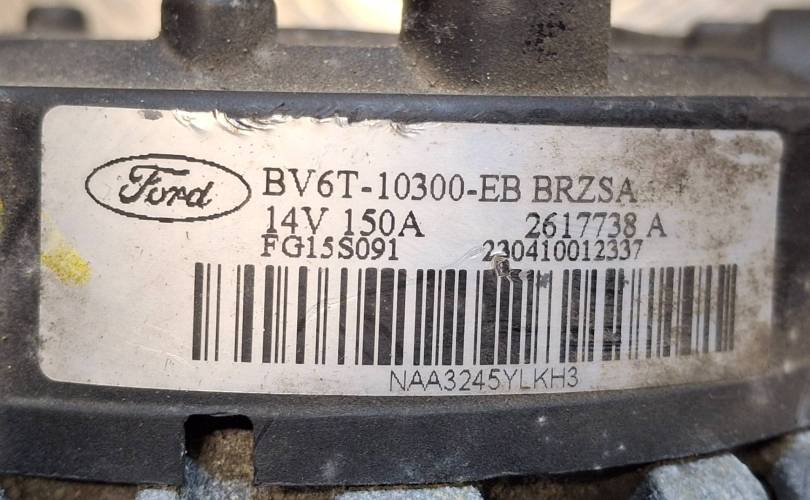 Ford BV6T-10300-EB BRZSA
14V 150A 2617738 A
FG15S091 230410012337
NAA3245YLKH3